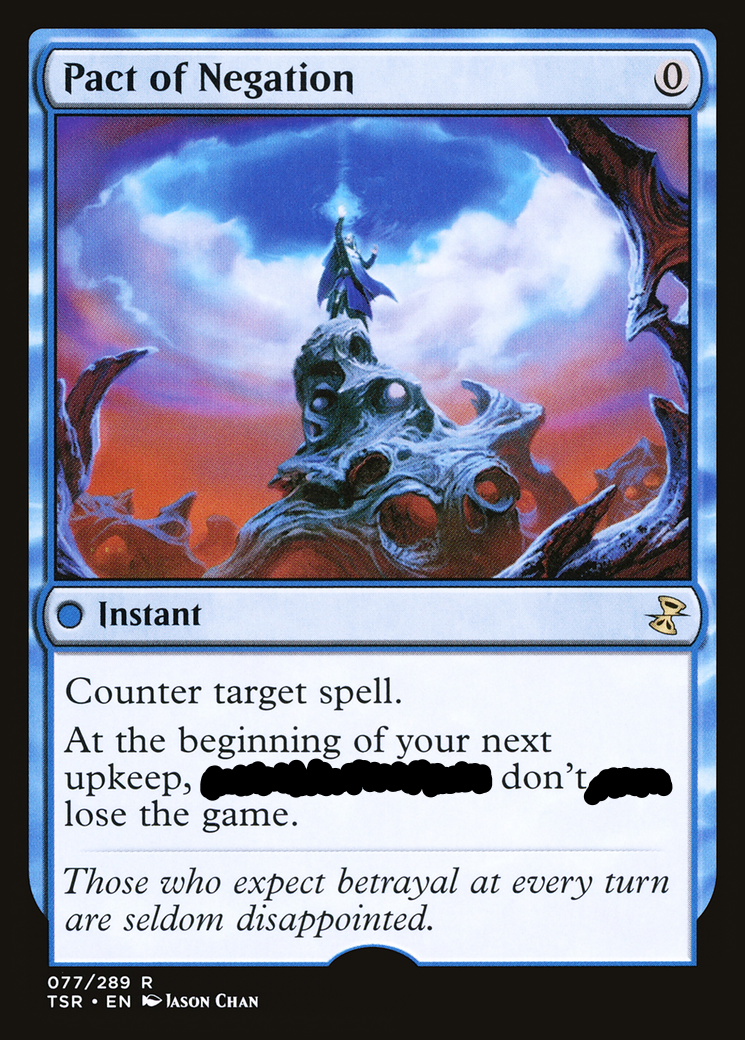 Pact of Negation
0
Instant
Counter target spell.
At the beginning of your next
upkeep, don't
lose the game.
Those who expect betrayal at every turn
are seldom disappointed.
077/289 R
TSR • EN Jason Chan